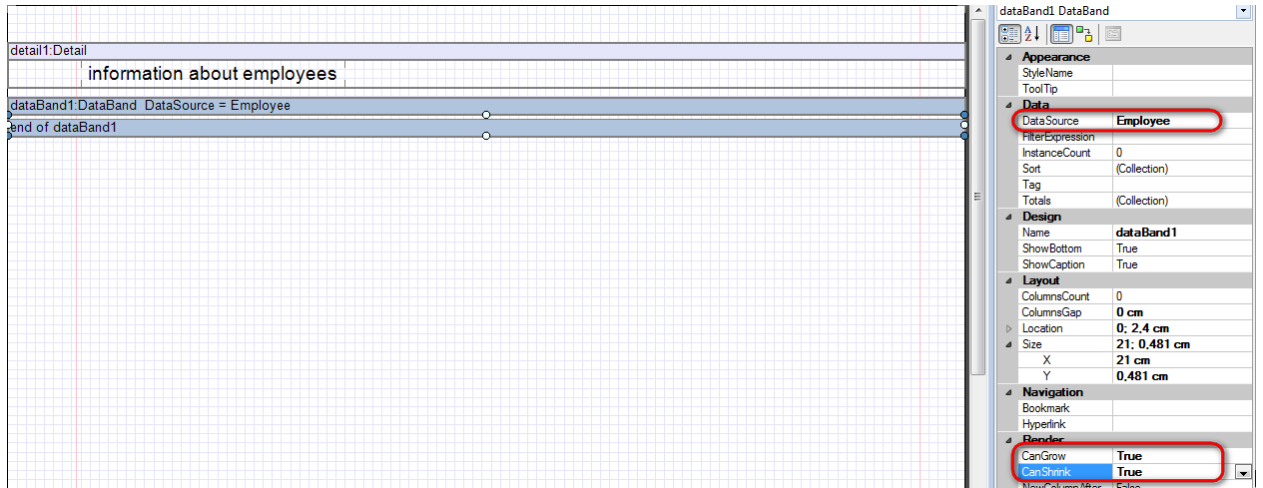 detail1:Detail
information about employees
dataBand1:DataBand DataSource = Employee
end of dataBand1
dataBand1 DataBand
Appearance
StyleName
ToolTip
Data
DataSource Employee
FilterExpression
InstanceCount 0
Sort (Collection)
Tag
Totals (Collection)
Design
Name dataBand1
ShowBottom True
ShowCaption True
Layout
ColumnsCount 0
ColumnsGap 0 cm
Location 0; 2,4 cm
Size 21; 0,481 cm
X 21 cm
Y 0,481 cm
Navigation
Bookmark
Hyperlink
Render
CanGrow True
CanShrink True
NewColumnAfter False